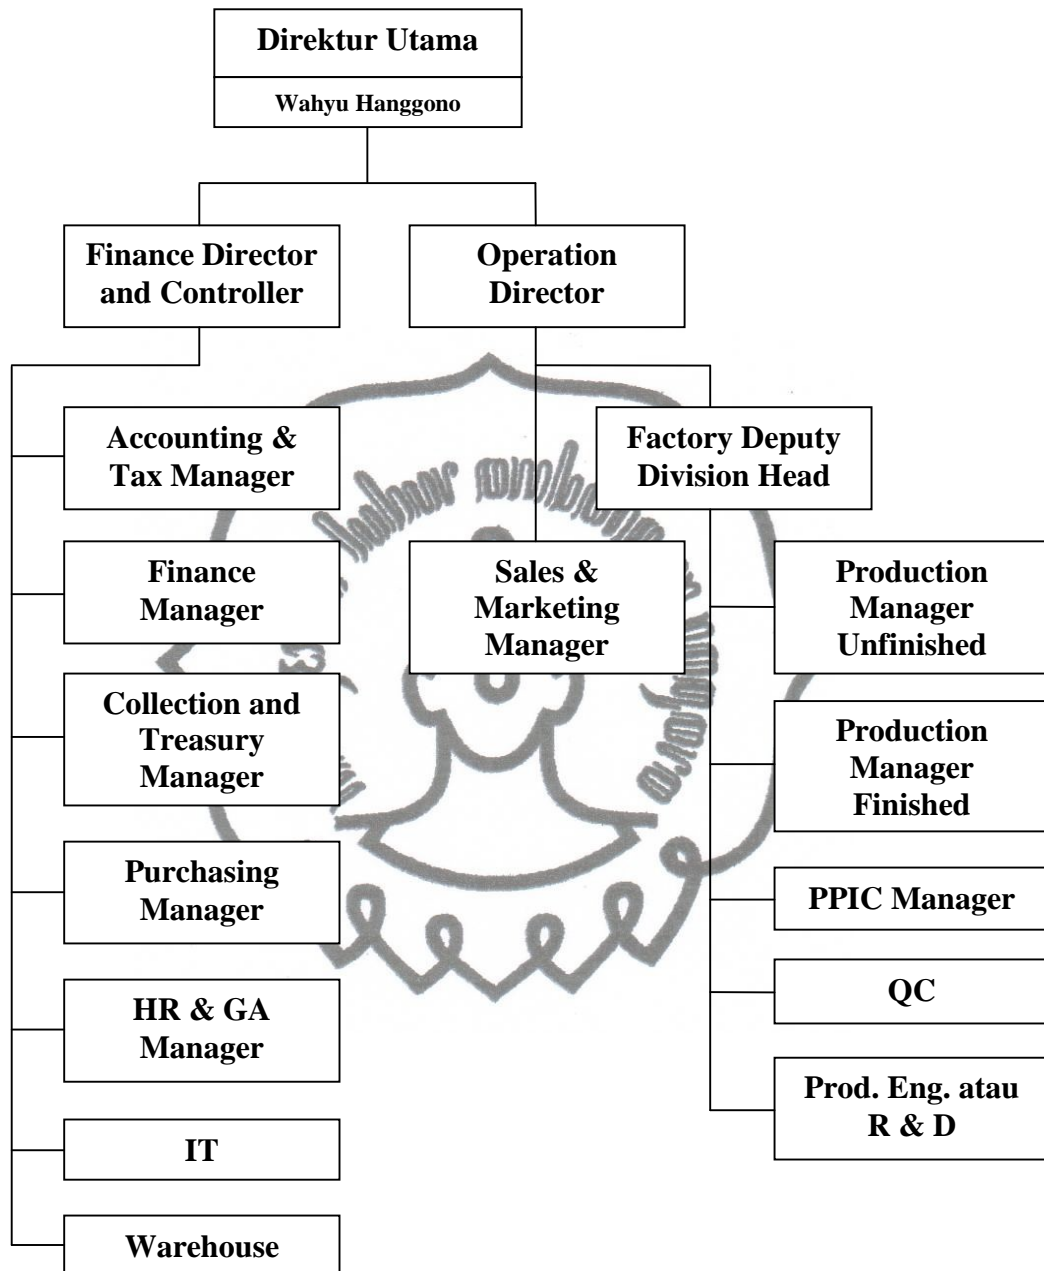 Direktur Utama
Wahyu Hanggono
Finance Director
and Controller
Operation
Director
Accounting &
Tax Manager
Factory Deputy
Division Head
Finance
Manager
Sales &
Marketing
Manager
Production
Manager
Unfinished
Collection and
Treasury
Manager
Production
Manager
Finished
Purchasing
Manager
PPIC Manager
HR & GA
Manager
QC
Prod. Eng. atau
R & D
IT
Warehouse